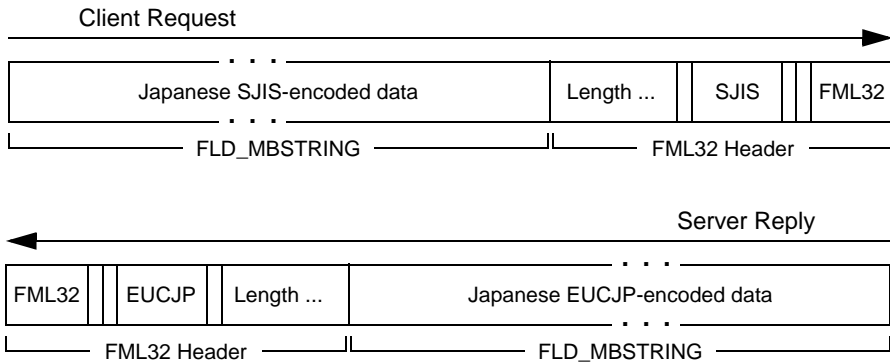 Client Request
Japanese SJIS-encoded data Length ... SJIS FML32
FLD_MBSTRING FML32 Header
Server Reply
FML32 EUCJP Length ... Japanese EUCJP-encoded data
FML32 Header FLD_MBSTRING